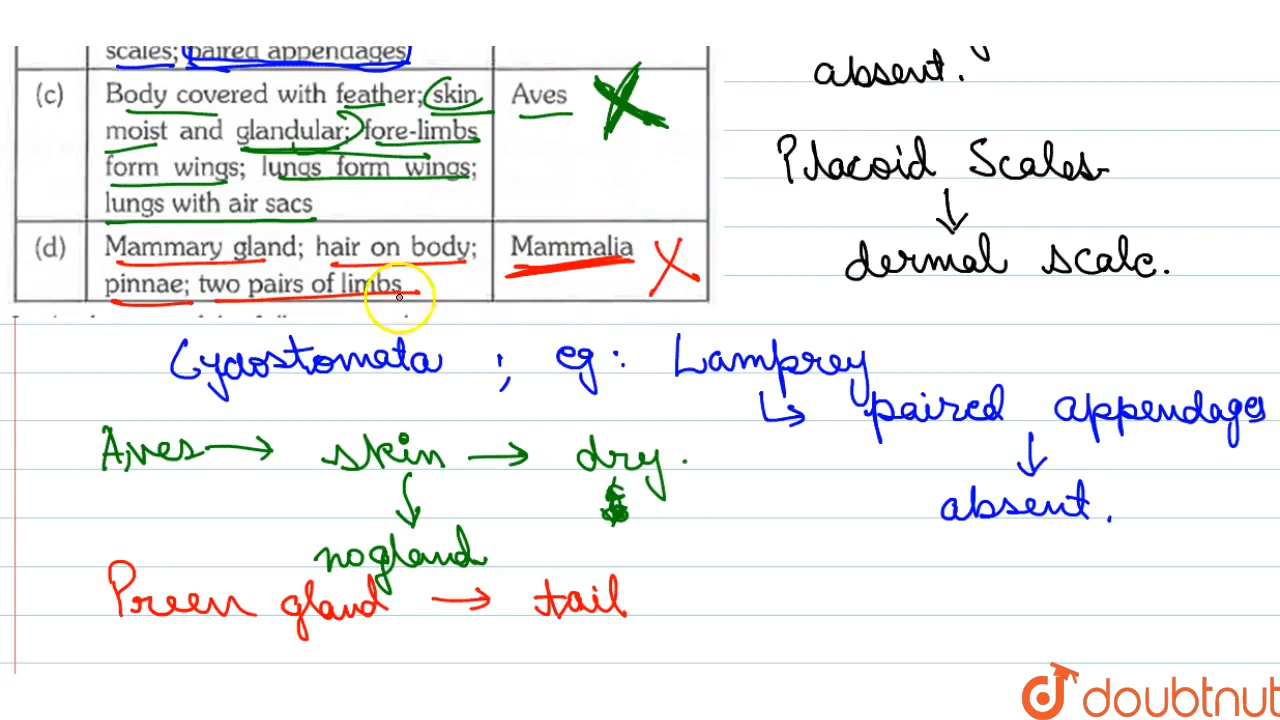 scales; paired appendages
(c) Body covered with feather; skin Aves
moist and glandular; fore-limbs
form wings; lungs form wings;
lungs with air sacs
(d) Mammary gland; hair on body; Mammalia
pinnae; two pairs of limbs
absent.
Placoid Scales
dermal scale.
Cyclostomata ; eg: Lamprey
paired appendages
absent.
Aves → skin → dry.
no gland
Preen gland → tail
doubtnut